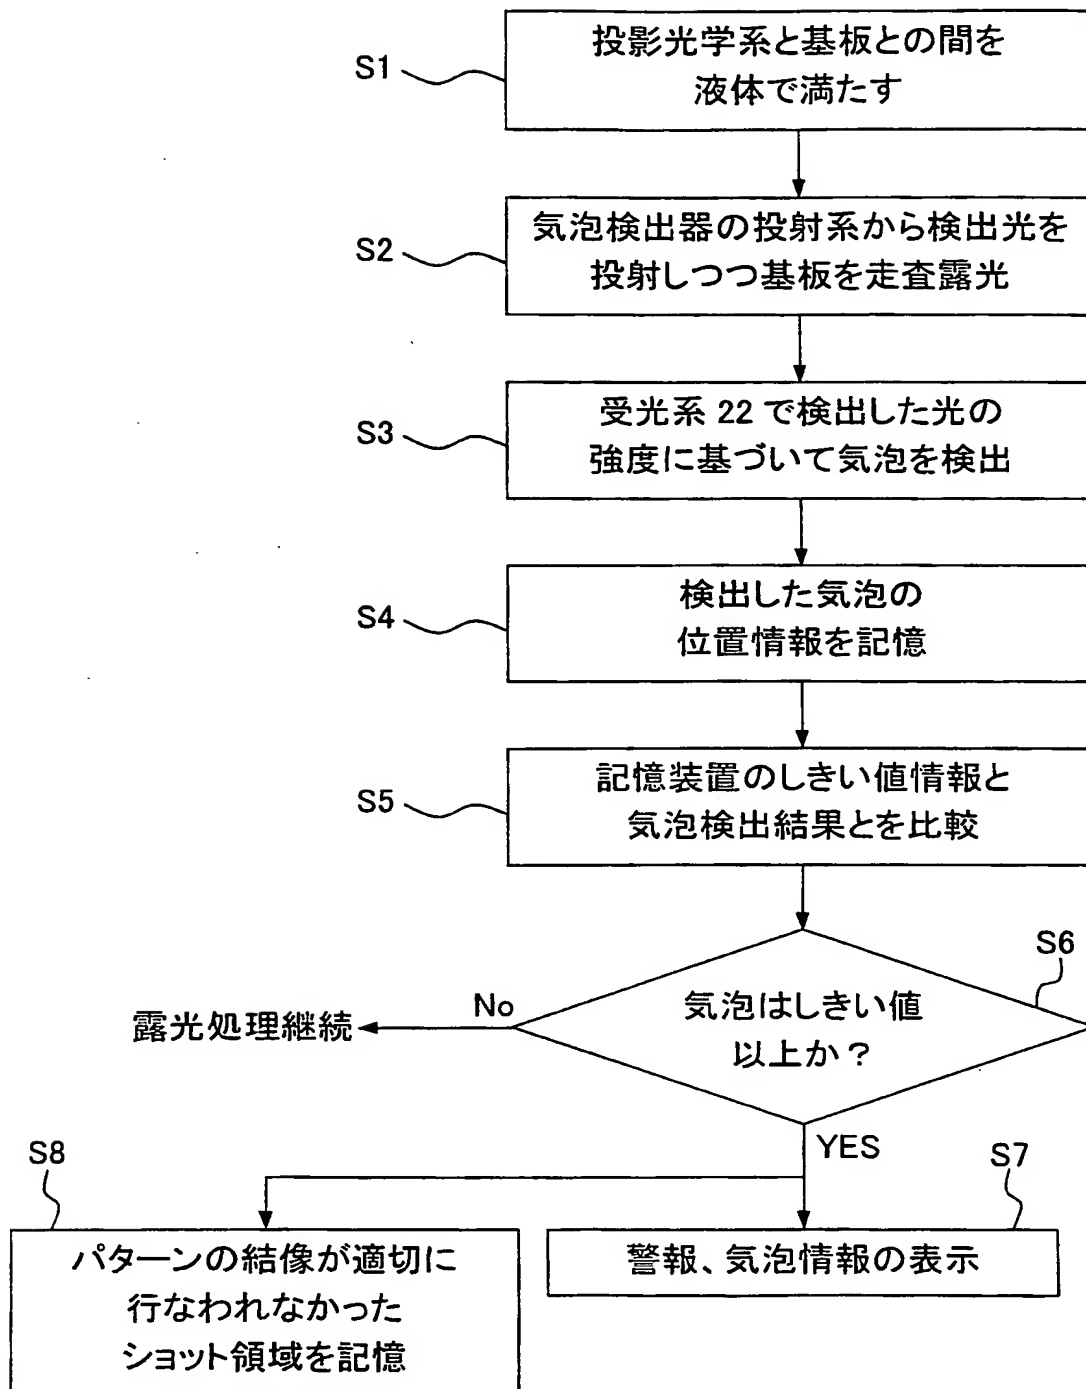 S1
投影光学系と基板との間を
液体で満たす
S2
気泡検出器の投射系から検出光を
投射しつつ基板を走査露光
S3
受光系 22 で検出した光の
強度に基づいて気泡を検出
S4
検出した気泡の
位置情報を記憶
S5
記憶装置のしきい値情報と
気泡検出結果とを比較
S6
気泡はしきい値
以上か？
No
露光処理継続
YES
S8
パターンの結像が適切に
行なわれなかった
ショット領域を記憶
S7
警報、気泡情報の表示